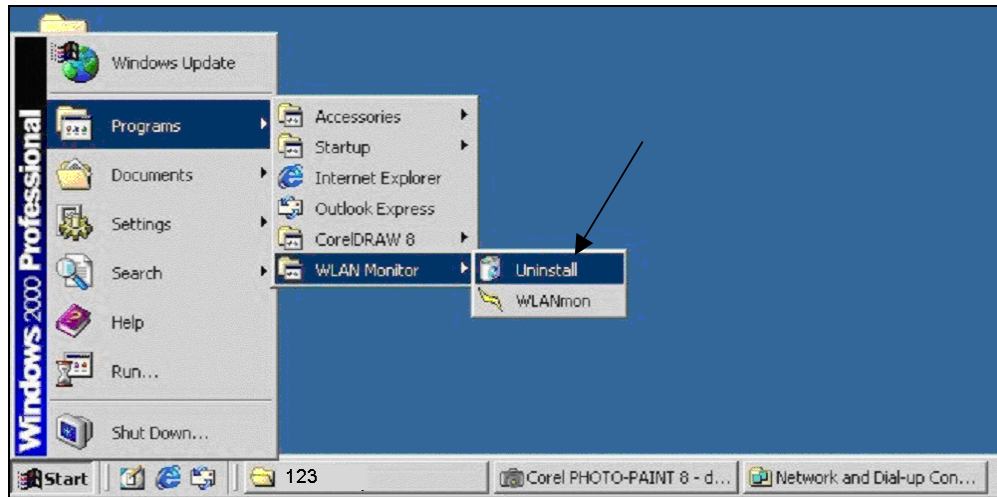 Windows 2000 Professional
Windows Update
Programs
Documents
Settings
Search
Help
Run...
Shut Down...
Accessories
Startup
Internet Explorer
Outlook Express
CorelDRAW 8
WLAN Monitor
Uninstall
WLANmon
Start
123
Corel PHOTO-PAINT 8 - d...
Network and Dial-up Con...